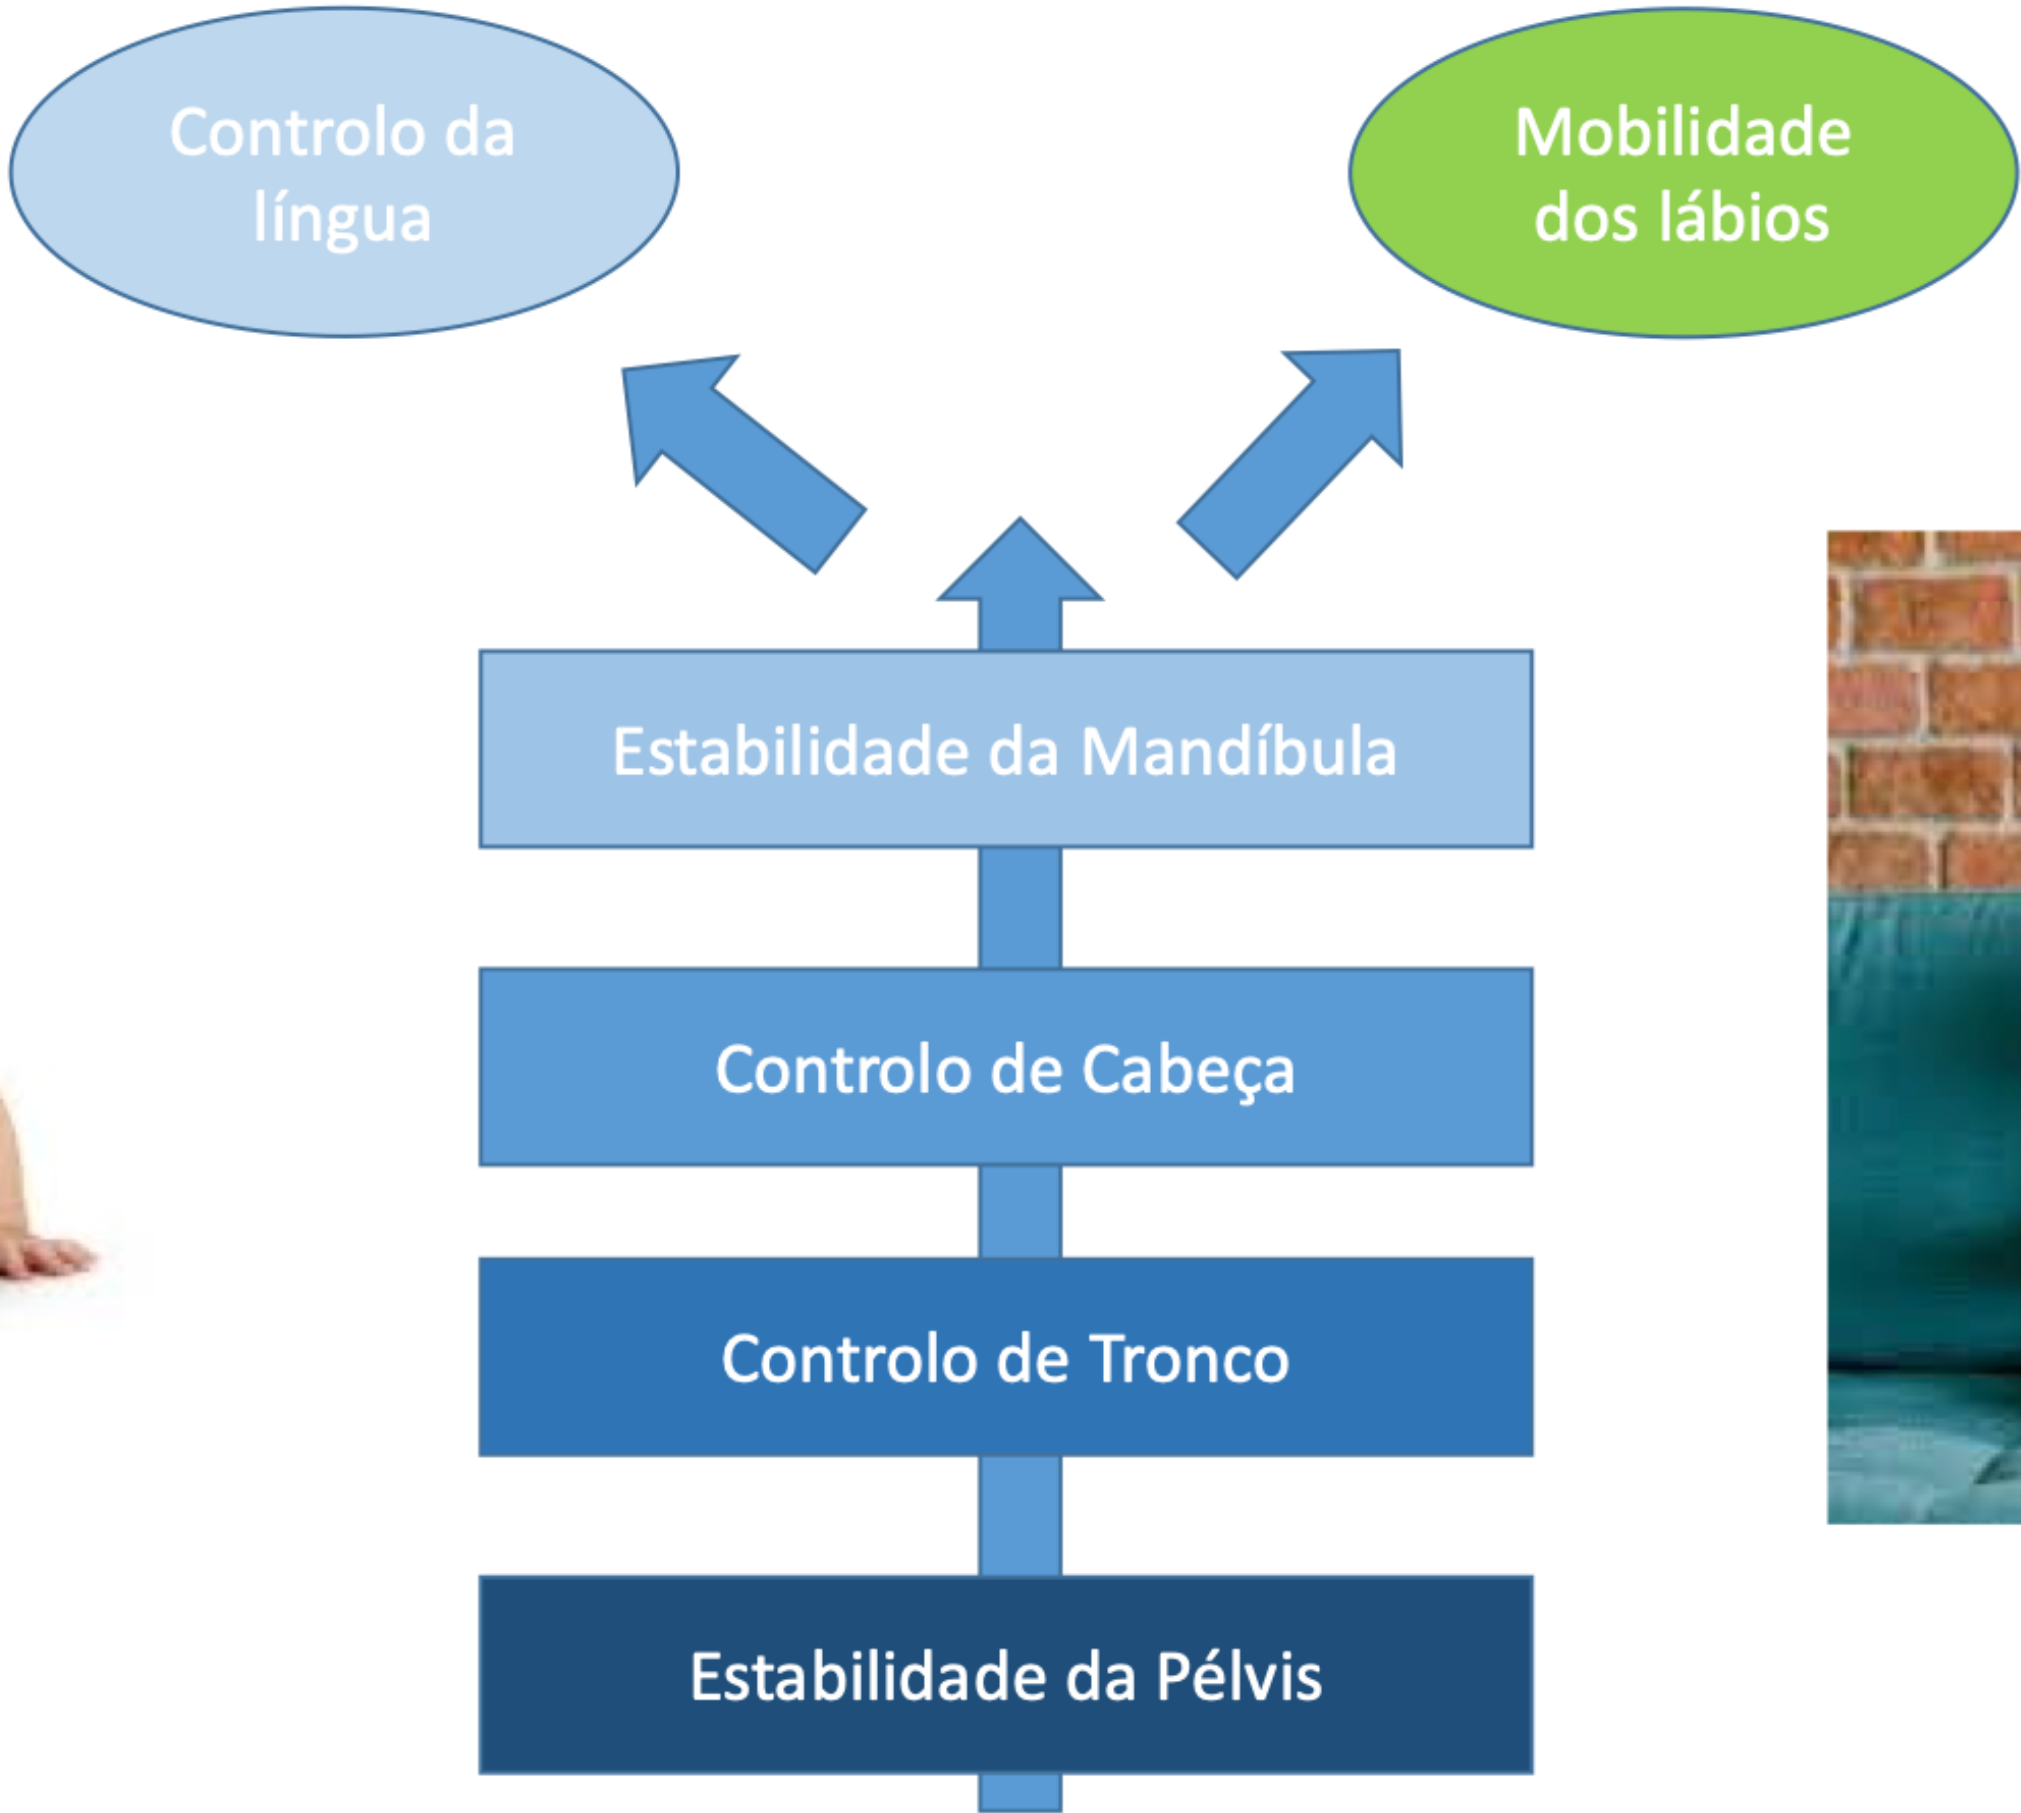 Controlo da
língua
Mobilidade
dos lábios
Estabilidade da Mandíbula
Controlo de Cabeça
Controlo de Tronco
Estabilidade da Pélvis